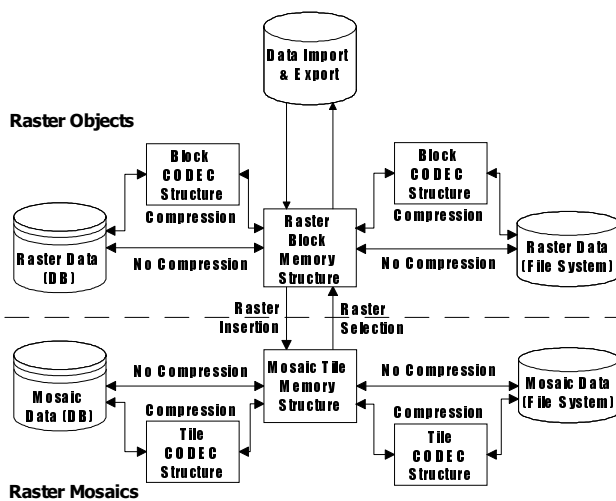 Data Import
& Export
Raster Objects
Block
CODEC
Structure
Block
CODEC
Structure
Compression
Compression
Raster
Block
Memory
Structure
Raster Data
(DB)
No Compression
No Compression
Raster Data
(File System)
Raster
Insertion
Raster
Selection
Mosaic
Data (DB)
No Compression
Mosaic Tile
Memory
Structure
No Compression
Mosaic Data
(File System)
Compression
Compression
Tile
CODEC
Structure
Tile
CODEC
Structure
Raster Mosaics